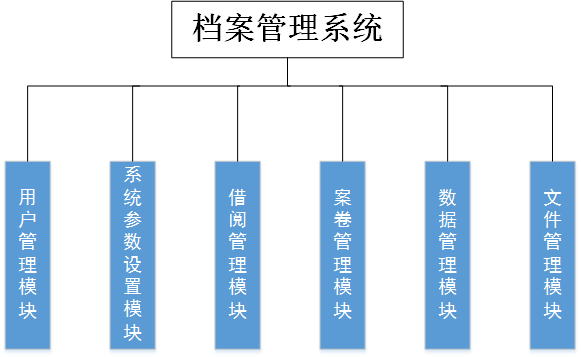 档案管理系统
用户管理模块
系统参数设置模块
借阅管理模块
案卷管理模块
数据管理模块
文件管理模块